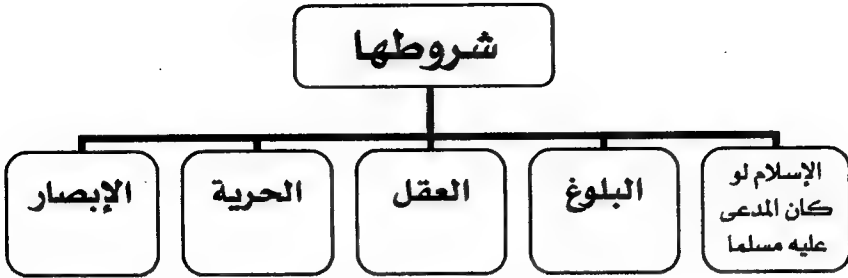 شروطها
الإسلام لو
كان المدعى
عليه مسلما
البلوغ
العقل
الحرية
الإبصار